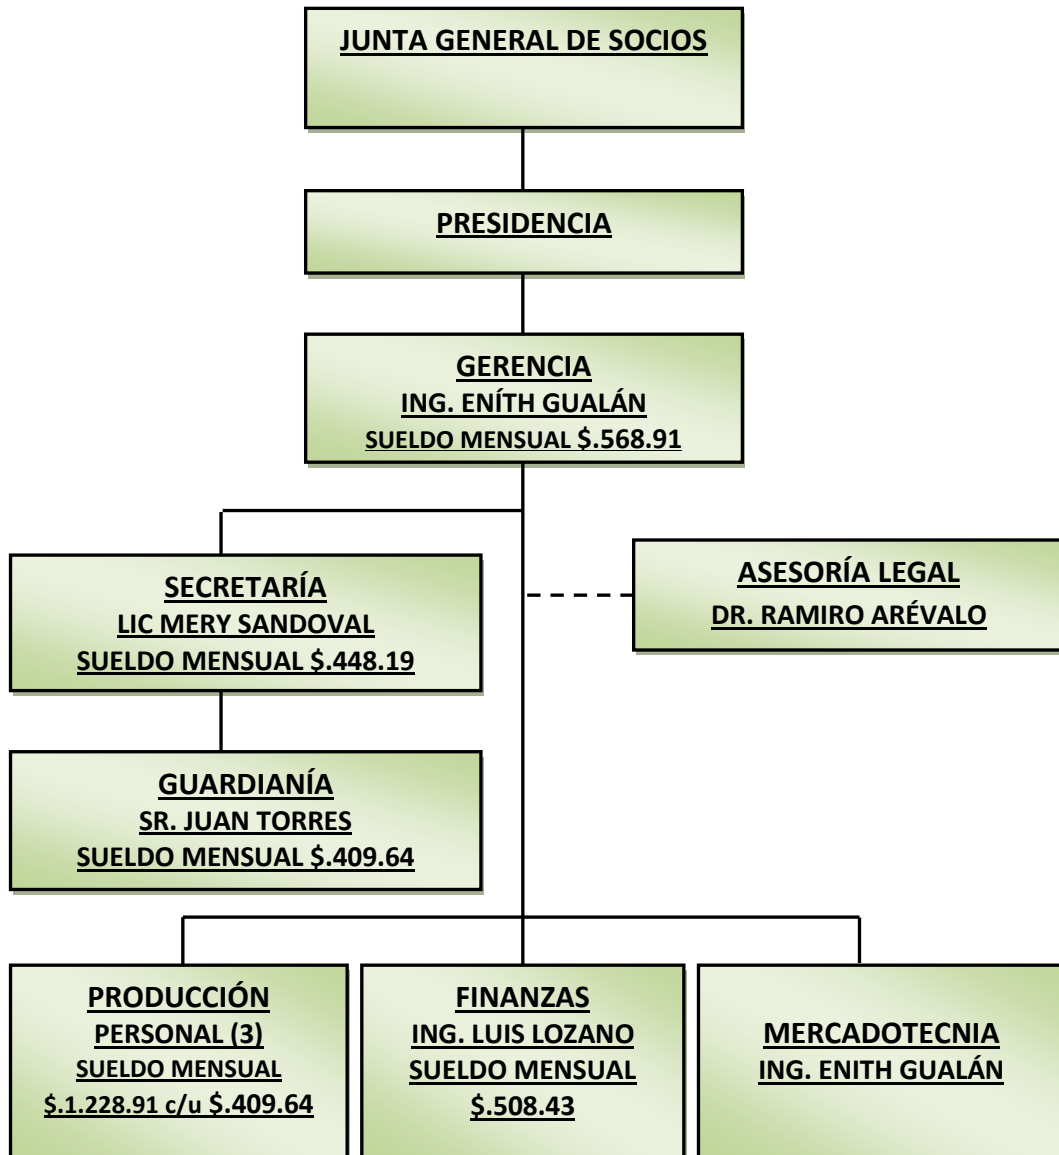 JUNTA GENERAL DE SOCIOS
PRESIDENCIA
GERENCIA
ING. ENÍTH GUALÁN
SUELDO MENSUAL $.568.91
SECRETARÍA
LIC MERY SANDOVAL
SUELDO MENSUAL $.448.19
ASESORÍA LEGAL
DR. RAMIRO ARÉVALO
GUARDIANÍA
SR. JUAN TORRES
SUELDO MENSUAL $.409.64
PRODUCCIÓN
PERSONAL (3)
SUELDO MENSUAL
$.1.228.91 c/u $.409.64
FINANZAS
ING. LUIS LOZANO
SUELDO MENSUAL
$.508.43
MERCADOTECNIA
ING. ENITH GUALÁN